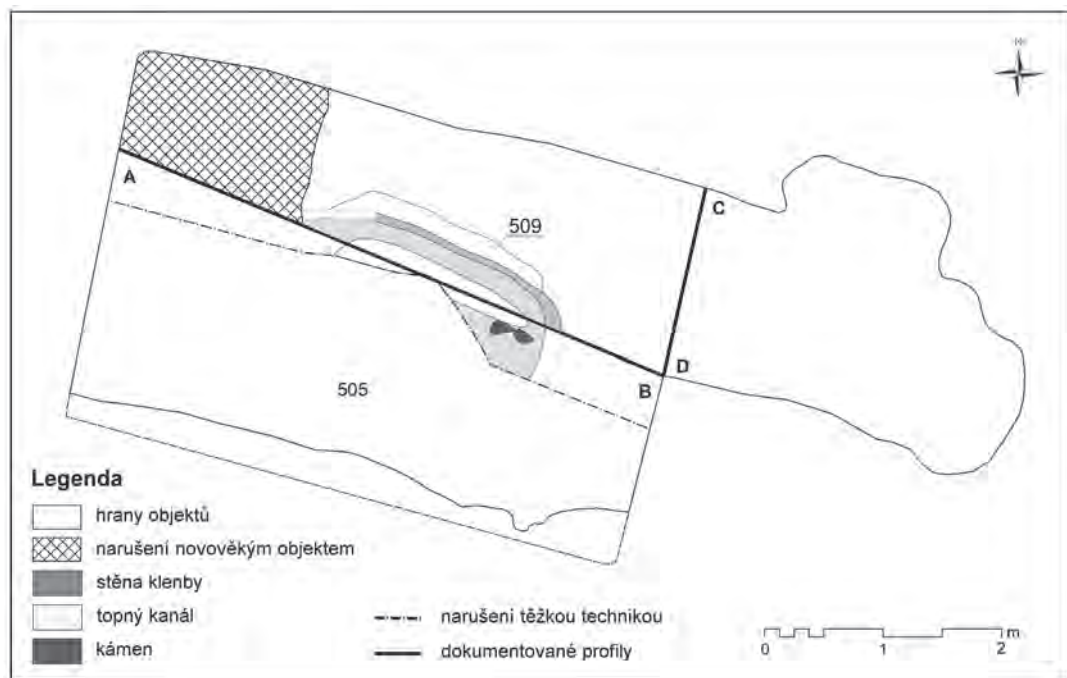 A
C
509
D
B
505
Legenda
hrany objektů
narušení novověkým objektem
stěna klenby
topný kanál
kámen
narušení těžkou technikou
dokumentované profily
0 1 2 m